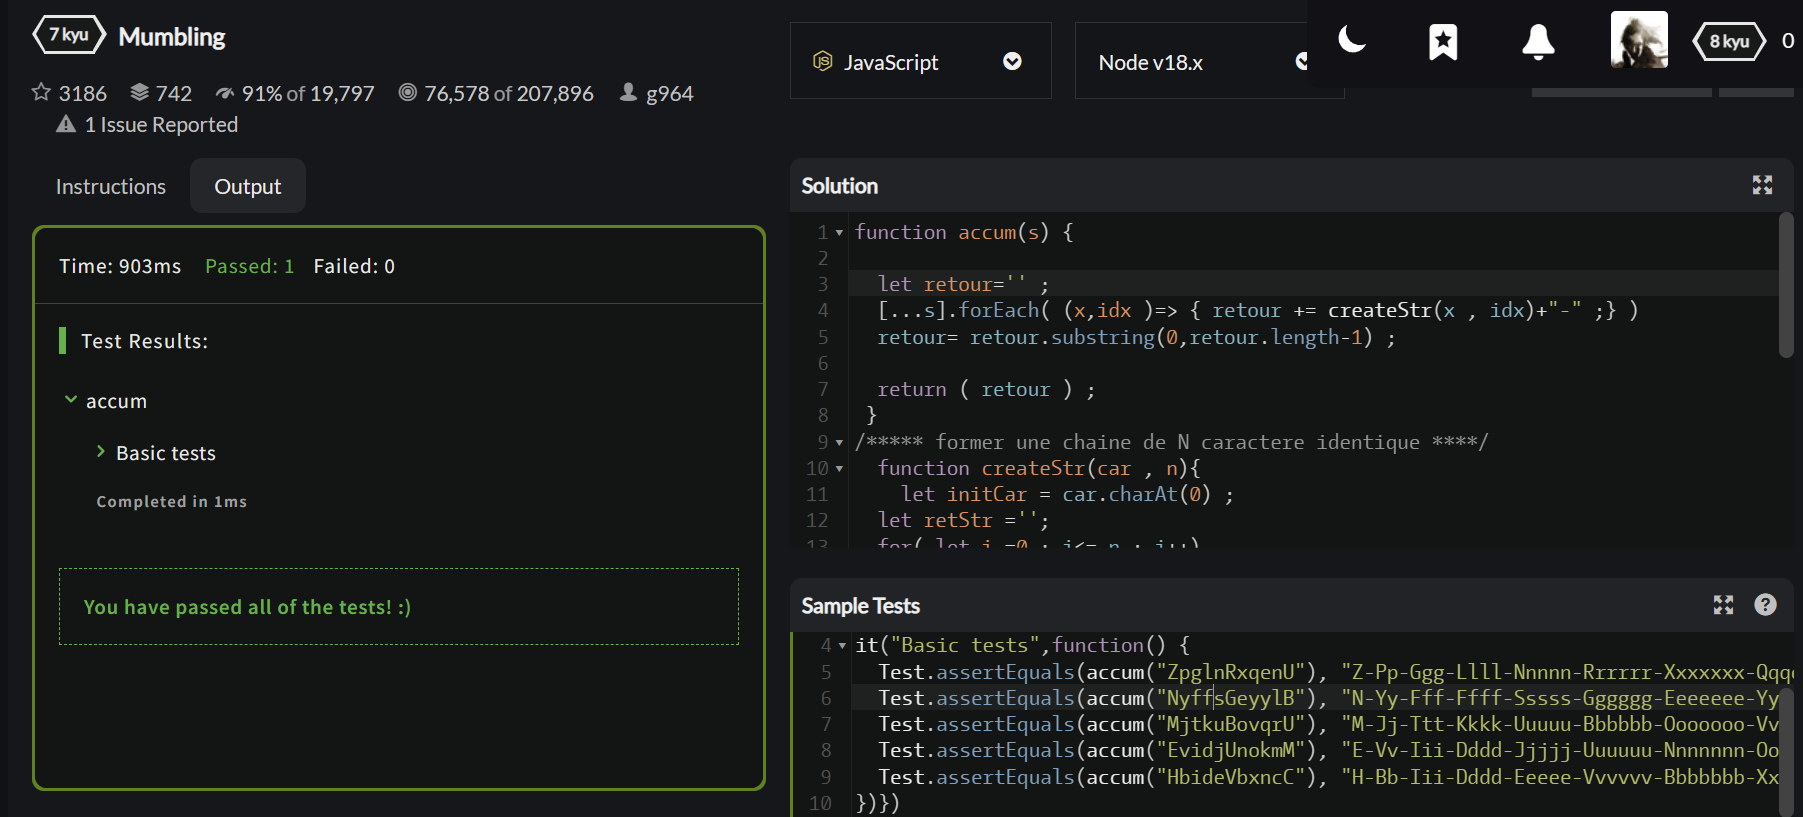 7 kyu Mumbling
3186 742 91% of 19,797 76,578 of 207,896 g964
1 Issue Reported
Instructions Output
Time: 903ms Passed: 1 Failed: 0
Test Results:
accum
Basic tests
Completed in 1ms
You have passed all of the tests! :)
JS JavaScript Node v18.x
8 kyu 0
Solution
1 function accum(s) {
2
3 let retour='' ;
4 [...s].forEach( (x,idx )=> { retour += createStr(x , idx)+"-" ;} )
5 retour= retour.substring(0,retour.length-1) ;
6
7 return ( retour ) ;
8 }
9 /***** former une chaine de N caractere identique ****/
10 function createStr(car , n){
11 let initCar = car.charAt(0) ;
12 let retStr ='';
13 for( let i =0 ; i<= n ; i++)
Sample Tests ?
4 it("Basic tests",function() {
5 Test.assertEquals(accum("ZpglnRxqenU"), "Z-Pp-Ggg-Llll-Nnnnn-Rrrrrr-Xxxxxxx-Qqq
6 Test.assertEquals(accum("NyffsGeyylB"), "N-Yy-Fff-Ffff-Sssss-Gggggg-Eeeeeee-Yy
7 Test.assertEquals(accum("MjtkuBovqrU"), "M-Jj-Ttt-Kkkk-Uuuuu-Bbbbbb-Ooooooo-Vv
8 Test.assertEquals(accum("EvidjUnokmM"), "E-Vv-Iii-Dddd-Jjjjj-Uuuuuu-Nnnnnnn-Oo
9 Test.assertEquals(accum("HbideVbxncC"), "H-Bb-Iii-Dddd-Eeeee-Vvvvvv-Bbbbbbb-Xx
10 })})